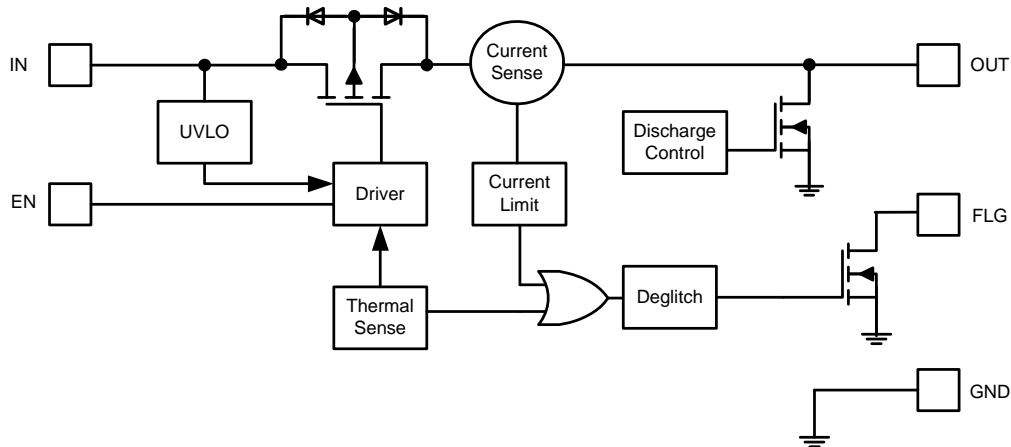 IN
Current
Sense
OUT
UVLO
Discharge
Control
EN
Driver
Current
Limit
FLG
Thermal
Sense
Deglitch
GND